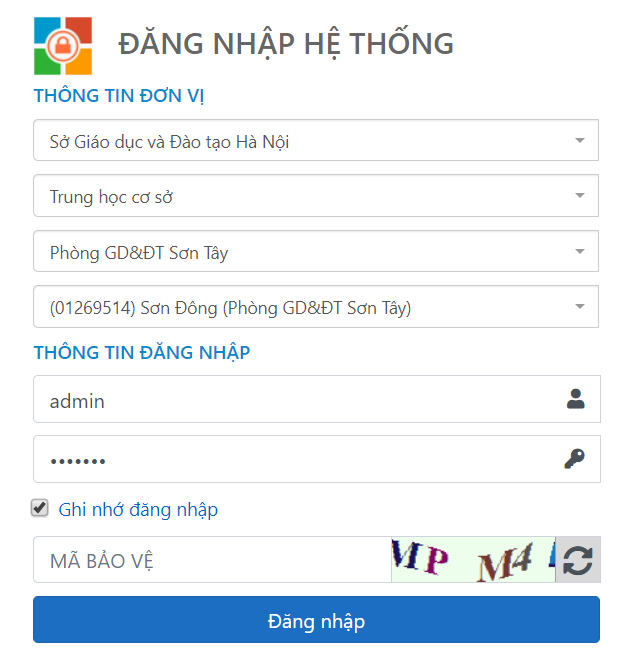 ĐĂNG NHẬP HỆ THỐNG
THÔNG TIN ĐƠN VỊ
Sở Giáo dục và Đào tạo Hà Nội
Trung học cơ sở
Phòng GD&ĐT Sơn Tây
(01269514) Sơn Đông (Phòng GD&ĐT Sơn Tây)
THÔNG TIN ĐĂNG NHẬP
admin
•••••••
Ghi nhớ đăng nhập
MÃ BẢO VỆ MP M4
Đăng nhập